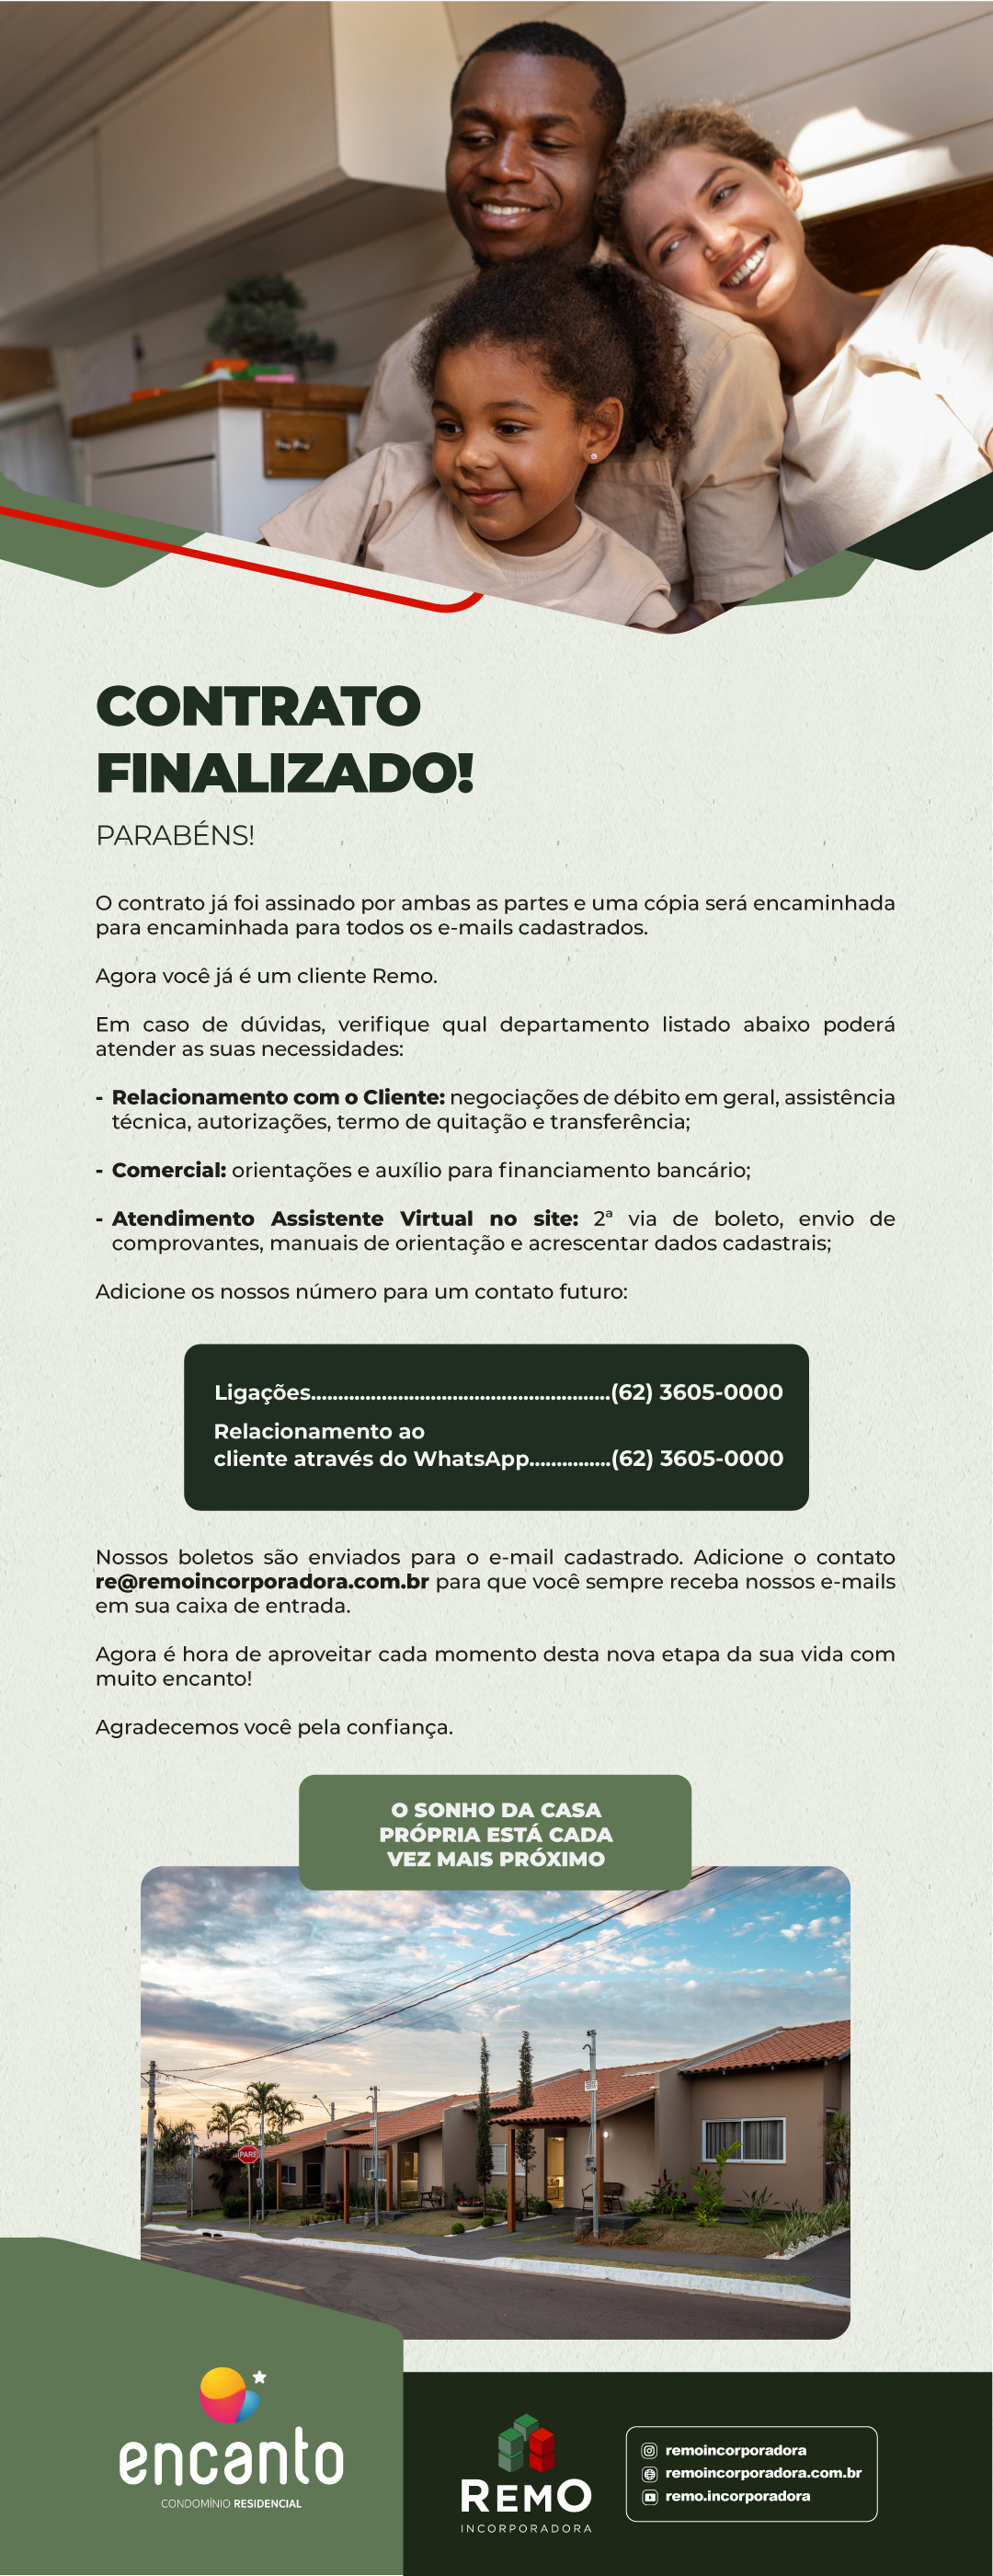 CONTRATO
FINALIZADO!
PARABÉNS!
O contrato já foi assinado por ambas as partes e uma cópia será encaminhada
para encaminhada para todos os e-mails cadastrados.
Agora você já é um cliente Remo.
Em caso de dúvidas, verifique qual departamento listado abaixo poderá
atender as suas necessidades:
- Relacionamento com o Cliente: negociações de débito em geral, assistência
técnica, autorizações, termo de quitação e transferência;
- Comercial: orientações e auxílio para financiamento bancário;
- Atendimento Assistente Virtual no site: 2ª via de boleto, envio de
comprovantes, manuais de orientação e acrescentar dados cadastrais;
Adicione os nossos número para um contato futuro:
Ligações.......................................................(62) 3605-0000
Relacionamento ao
cliente através do WhatsApp...............(62) 3605-0000
Nossos boletos são enviados para o e-mail cadastrado. Adicione o contato
re@remoincorporadora.com.br para que você sempre receba nossos e-mails
em sua caixa de entrada.
Agora é hora de aproveitar cada momento desta nova etapa da sua vida com
muito encanto!
Agradecemos você pela confiança.
O SONHO DA CASA
PRÓPRIA ESTÁ CADA
VEZ MAIS PRÓXIMO
PARE
encanto
CONDOMÍNIO RESIDENCIAL
REMO
INCORPORADORA
remoincorporadora
remoincorporadora.com.br
remo.incorporadora